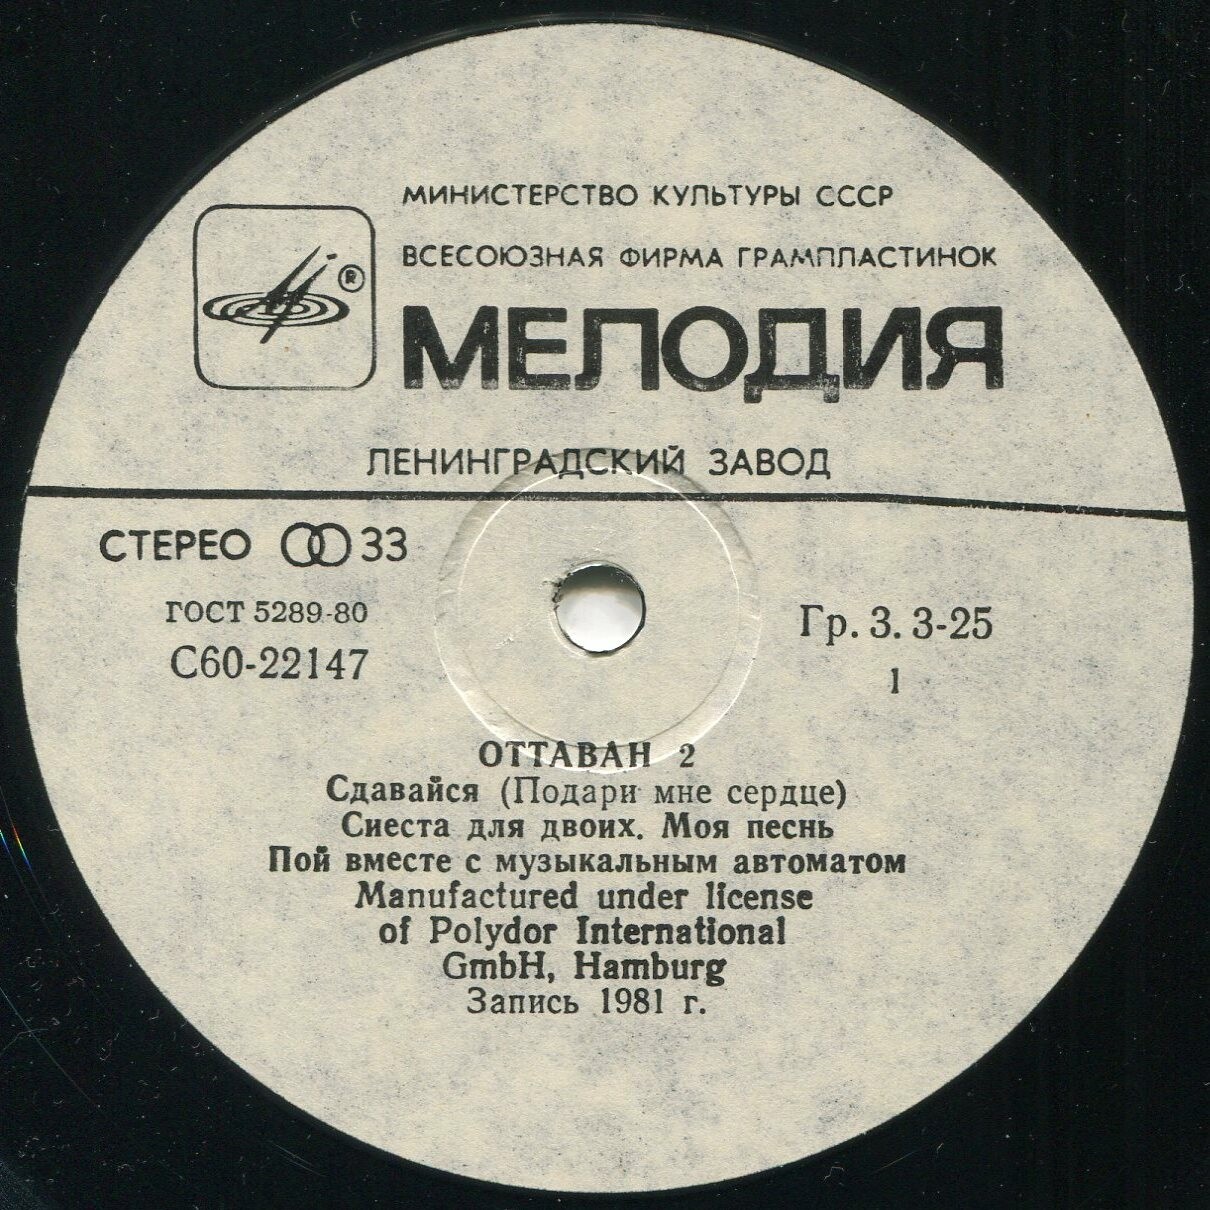 МИНИСТЕРСТВО КУЛЬТУРЫ СССР
ВСЕСОЮЗНАЯ ФИРМА ГРАМПЛАСТИНОК
®
МЕЛОДИЯ
ЛЕНИНГРАДСКИЙ ЗАВОД
СТЕРЕО 33
ГОСТ 5289-80
С60-22147
Гр. 3. 3-25
1
ОТТАВАН 2
Сдавайся (Подари мне сердце)
Сиеста для двоих. Моя песнь
Пой вместе с музыкальным автоматом
Manufactured under license
of Polydor International
GmbH, Hamburg
Запись 1981 г.